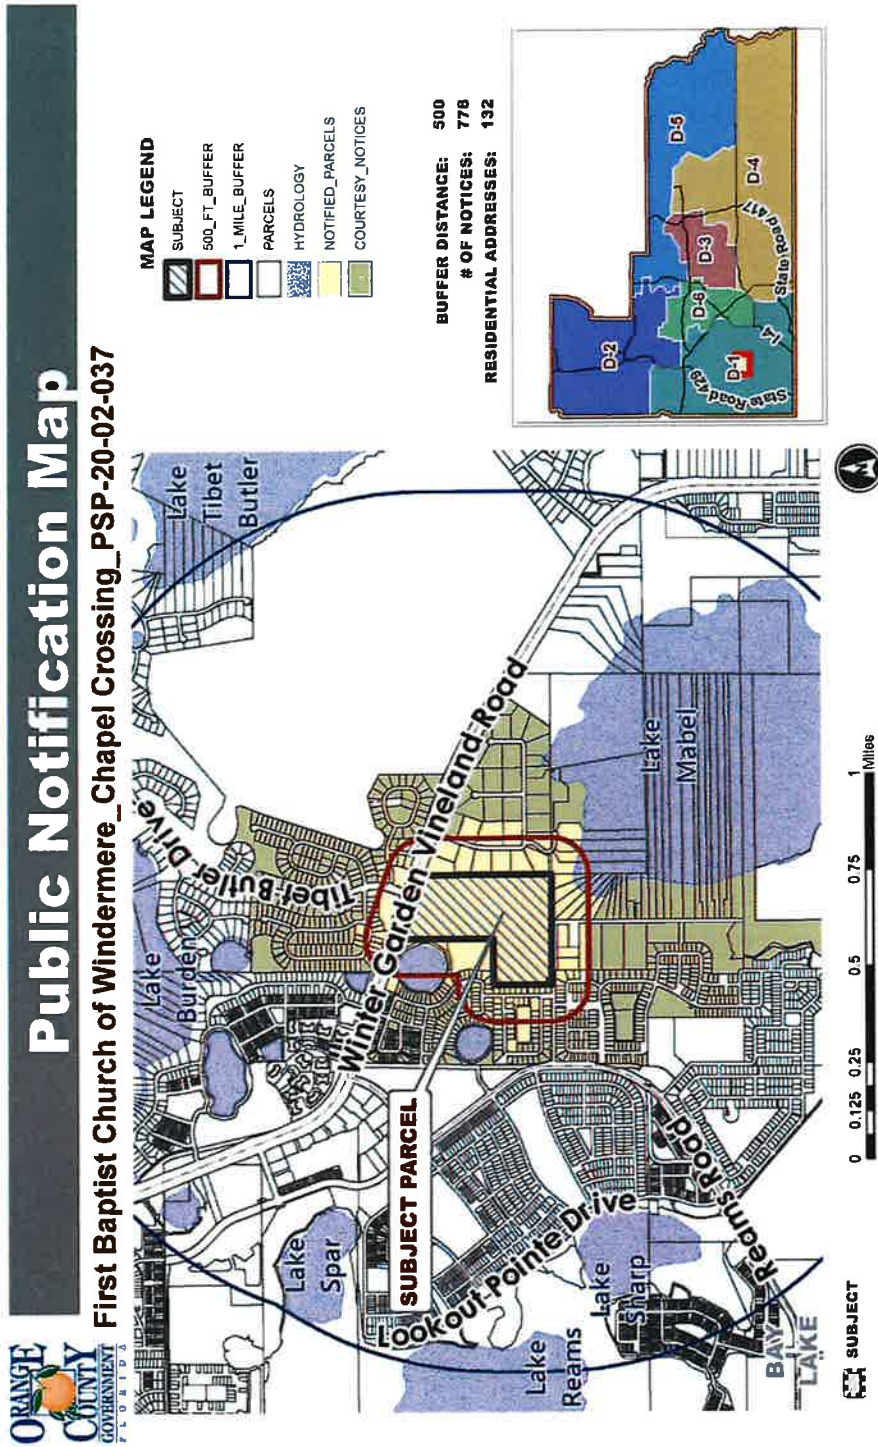 ORANGE
COUNTY
GOVERNMENT
FLORIDA
Public Notification Map
First Baptist Church of Windermere_Chapel Crossing_PSP-20-02-037
MAP LEGEND
SUBJECT
500_FT_BUFFER
1_MILE_BUFFER
PARCELS
HYDROLOGY
NOTIFIED_PARCELS
COURTESY_NOTICES
BUFFER DISTANCE: 500
# OF NOTICES: 778
RESIDENTIAL ADDRESSES: 132
D-2
D-5
D-6
D-3
D-4
D-1
State Road 429
I-4
State Road 417
Lake
Tibet
Butler
Lake
Burden
Tibet-Butler Drive
Winter Garden-Vineland Road
SUBJECT PARCEL
Lake
Spar
Lookout-Pointe-Drive
Lake
Reams
Lake
Sharp
Reams Road
Lake
Mabel
BAY
LAKE
SUBJECT
0 0.125 0.25 0.5 0.75 1
Miles